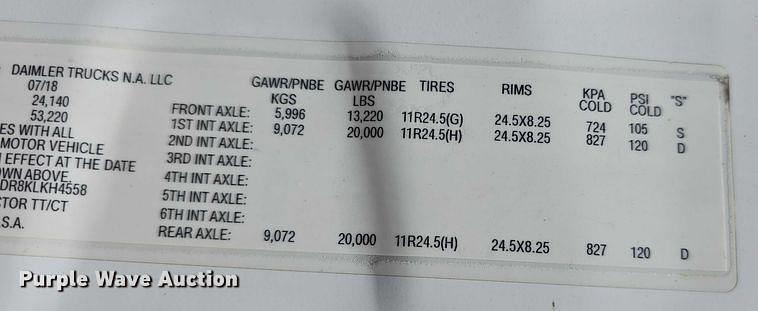 DAIMLER TRUCKS N.A. LLC
07/18
24,140
53,220
ES WITH ALL
MOTOR VEHICLE
EFFECT AT THE DATE
OWN ABOVE.
DR8KLKH4558
CTOR TT/CT
.S.A.
GAWR/PNBE GAWR/PNBE TIRES RIMS KPA PSI "S"
KGS LBS COLD COLD
FRONT AXLE: 5,996 13,220 11R24.5(G) 24.5X8.25 724 105 S
1ST INT AXLE: 9,072 20,000 11R24.5(H) 24.5X8.25 827 120 D
2ND INT AXLE:
3RD INT AXLE:
4TH INT AXLE:
5TH INT AXLE:
6TH INT AXLE:
REAR AXLE: 9,072 20,000 11R24.5(H) 24.5X8.25 827 120 D
Purple Wave Auction